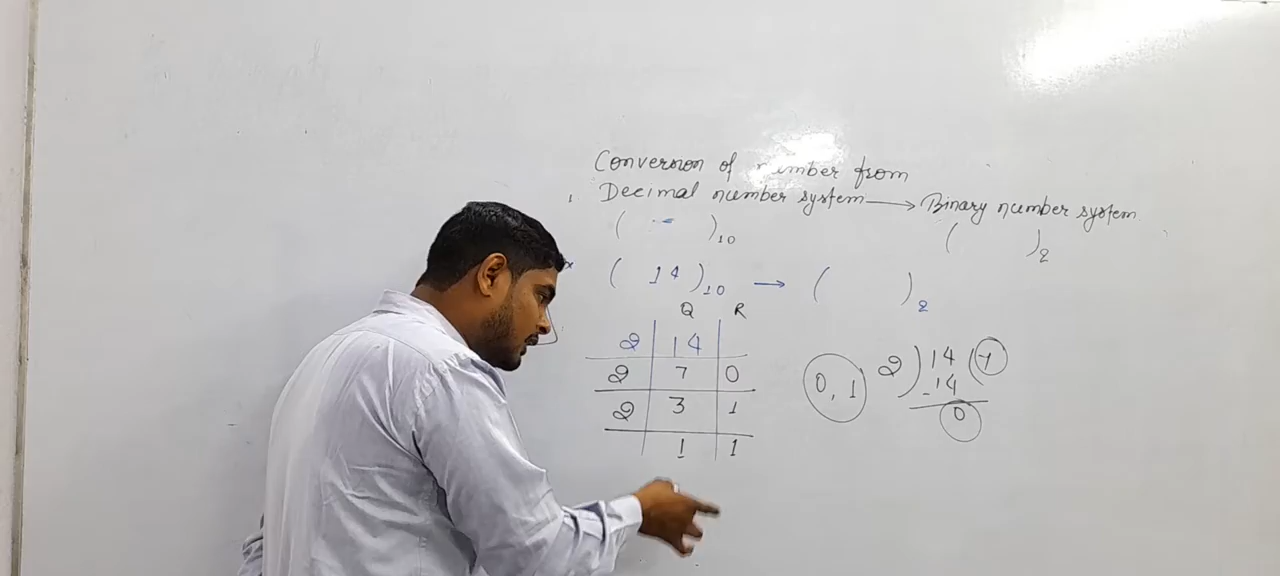 Conversion of number from
Decimal number system → Binary number system
( )10 ( )2
( 14 )10 → ( )2
Q R
2 14
2 7 0
2 3 1
1 1
0, 1
2 ) 14 ( 7
- 14
0